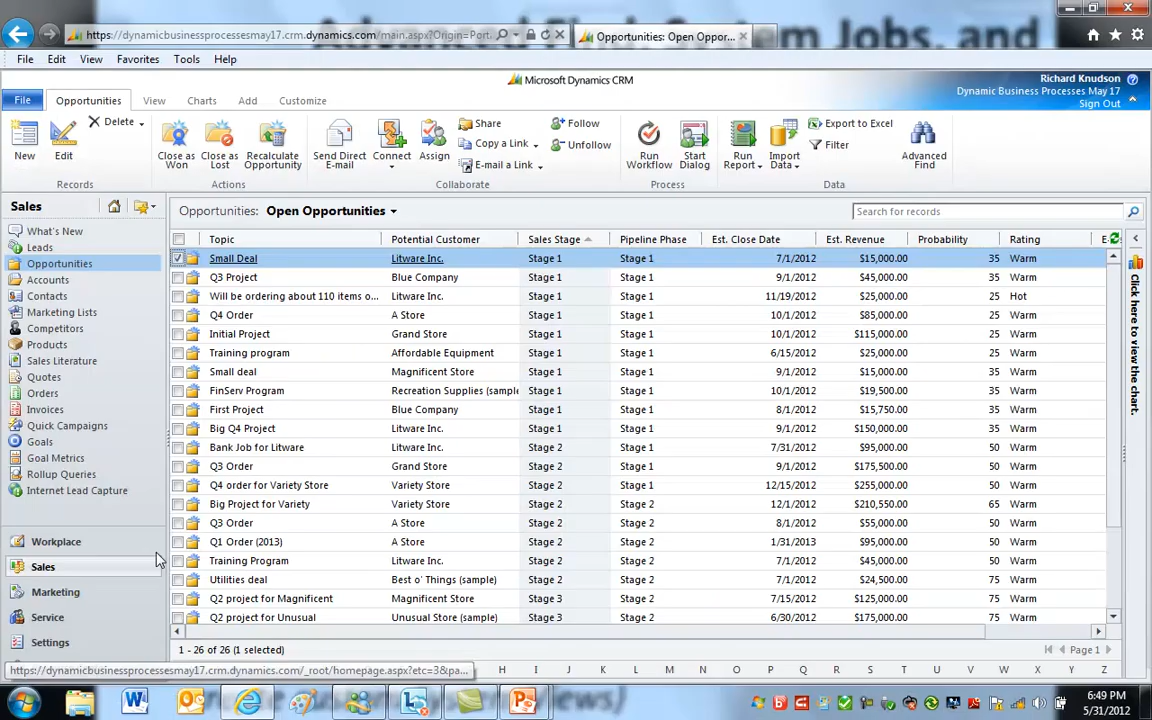 Advanced Find, System Jobs, and
https://dynamicbusinessprocessesmay17.crm.dynamics.com/main.aspx?Origin=Port...
Opportunities: Open Oppor...
File Edit View Favorites Tools Help
Microsoft Dynamics CRM
Richard Knudson
Dynamic Business Processes May 17
Sign Out
File Opportunities View Charts Add Customize
New
Edit
Delete
Close as Won
Close as Lost
Recalculate Opportunity
Send Direct E-mail
Connect
Assign
Share
Copy a Link
E-mail a Link
Follow
Unfollow
Run Workflow
Start Dialog
Run Report
Import Data
Export to Excel
Filter
Advanced Find
Records Actions Collaborate Process Data
Sales
What's New
Leads
Opportunities
Accounts
Contacts
Marketing Lists
Competitors
Products
Sales Literature
Quotes
Orders
Invoices
Quick Campaigns
Goals
Goal Metrics
Rollup Queries
Internet Lead Capture
Workplace
Sales
Marketing
Service
Settings
Opportunities: Open Opportunities
Search for records
Topic Potential Customer Sales Stage Pipeline Phase Est. Close Date Est. Revenue Probability Rating
Small Deal Litware Inc. Stage 1 Stage 1 7/1/2012 $15,000.00 35 Warm
Q3 Project Blue Company Stage 1 Stage 1 9/1/2012 $45,000.00 35 Warm
Will be ordering about 110 items o... Litware Inc. Stage 1 Stage 1 11/19/2012 $25,000.00 25 Hot
Q4 Order A Store Stage 1 Stage 1 10/1/2012 $85,000.00 35 Warm
Initial Project Grand Store Stage 1 Stage 1 10/1/2012 $115,000.00 25 Warm
Training program Affordable Equipment Stage 1 Stage 1 6/15/2012 $25,000.00 25 Warm
Small deal Magnificent Store Stage 1 Stage 1 9/1/2012 $15,000.00 35 Warm
FinServ Program Recreation Supplies (sample Stage 1 Stage 1 9/1/2012 $19,500.00 35 Warm
First Project Blue Company Stage 1 Stage 1 8/1/2012 $15,750.00 35 Warm
Big Q4 Project Litware Inc. Stage 1 Stage 1 9/1/2012 $150,000.00 35 Warm
Bank Job for Litware Litware Inc. Stage 2 Stage 1 7/31/2012 $95,000.00 50 Warm
Q3 Order Grand Store Stage 2 Stage 1 9/1/2012 $175,500.00 50 Warm
Q4 order for Variety Store Variety Store Stage 2 Stage 1 12/15/2012 $255,000.00 50 Warm
Big Project for Variety Variety Store Stage 2 Stage 2 12/1/2012 $210,550.00 65 Warm
Q3 Order A Store Stage 2 Stage 2 8/1/2012 $55,000.00 50 Warm
Q1 Order (2013) A Store Stage 2 Stage 2 1/31/2013 $95,000.00 50 Warm
Training Program Litware Inc. Stage 2 Stage 2 7/1/2012 $45,000.00 50 Warm
Utilities deal Best o' Things (sample) Stage 2 Stage 2 7/1/2012 $24,500.00 75 Warm
Q2 project for Magnificent Magnificent Store Stage 3 Stage 2 7/15/2012 $125,000.00 75 Warm
Q2 project for Unusual Unusual Store (sample) Stage 3 Stage 2 6/30/2012 $175,000.00 75 Warm
Click here to view the chart.
1 - 26 of 26 (1 selected)
Page 1
https://dynamicbusinessprocessesmay17.crm.dynamics.com/_root/homepage.aspx?etc=3&pa...
H I J K L M N O P Q R S T U V W X Y Z
6:49 PM
5/31/2012